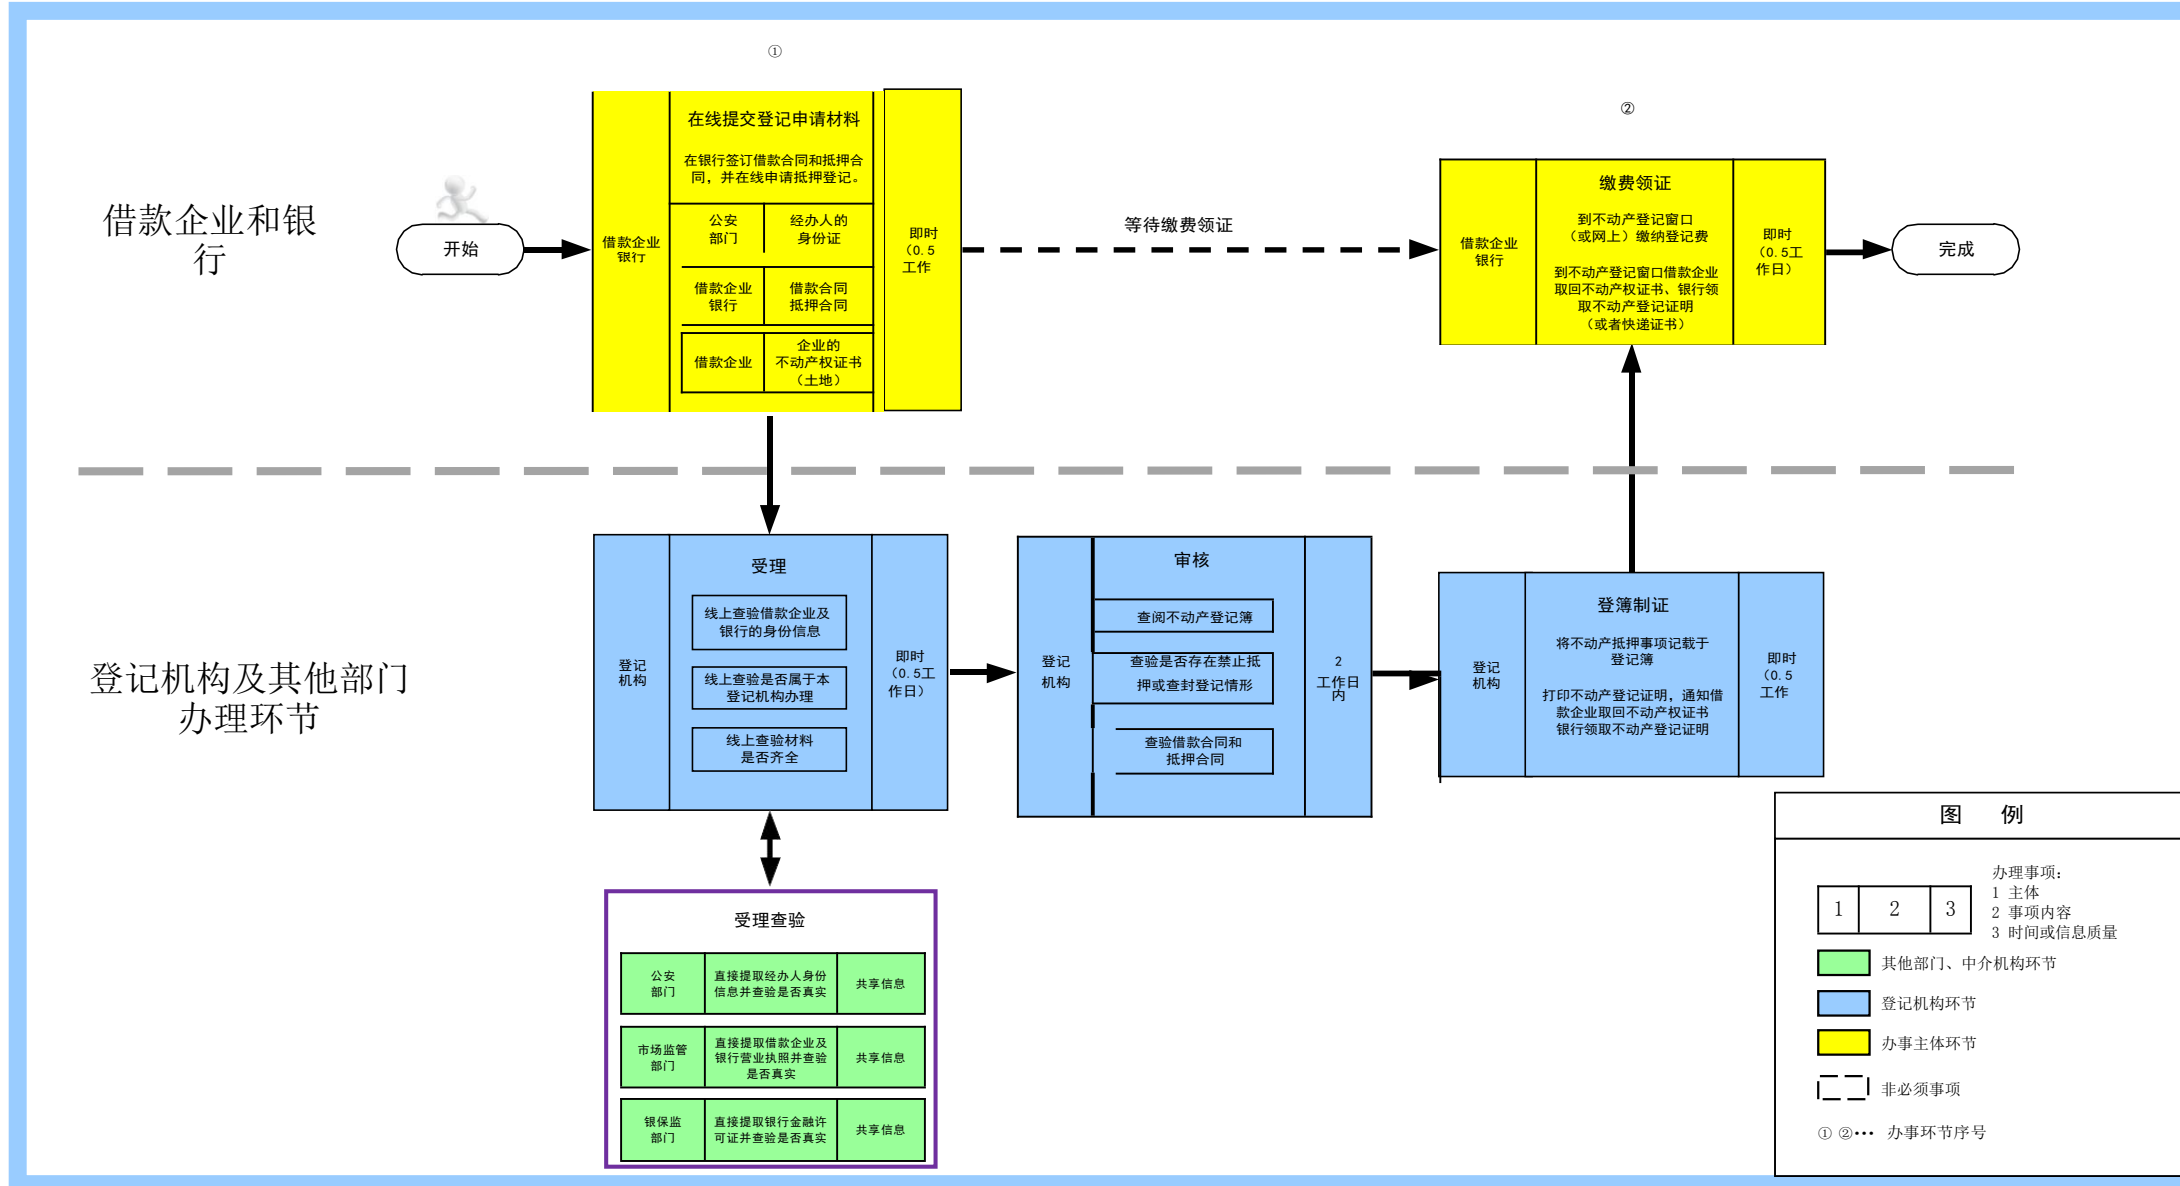 ①
在线提交登记申请材料
在银行签订借款合同和抵押合
同，并在线申请抵押登记。
借款企业
银行
公安
部门
经办人的
身份证
借款企业
银行
借款合同
抵押合同
借款企业
企业的
不动产权证书
（土地）
即时
（0.5
工作
借款企业和银
行
开始
等待缴费领证
②
借款企业
银行
缴费领证
到不动产登记窗口
（或网上）缴纳登记费
到不动产登记窗口借款企业
取回不动产权证书、银行领
取不动产登记证明
（或者快递证书）
即时
（0.5工
作日）
完成
登记机构及其他部门
办理环节
登记
机构
受理
线上查验借款企业及
银行的身份信息
线上查验是否属于本
登记机构办理
线上查验材料
是否齐全
即时
（0.5工
作日）
登记
机构
审核
查阅不动产登记簿
查验是否存在禁止抵
押或查封登记情形
查验借款合同和
抵押合同
2
工作日
内
登记
机构
登簿制证
将不动产抵押事项记载于
登记簿
打印不动产登记证明，通知借
款企业取回不动产权证书
银行领取不动产登记证明
即时
（0.5
工作
受理查验
公安
部门
直接提取经办人身份
信息并查验是否真实
共享信息
市场监管
部门
直接提取借款企业及
银行营业执照并查验
是否真实
共享信息
银保监
部门
直接提取银行金融许
可证并查验是否真实
共享信息
图 例
1 2 3
办理事项：
1 主体
2 事项内容
3 时间或信息质量
其他部门、中介机构环节
登记机构环节
办事主体环节
非必须事项
① ②••• 办事环节序号